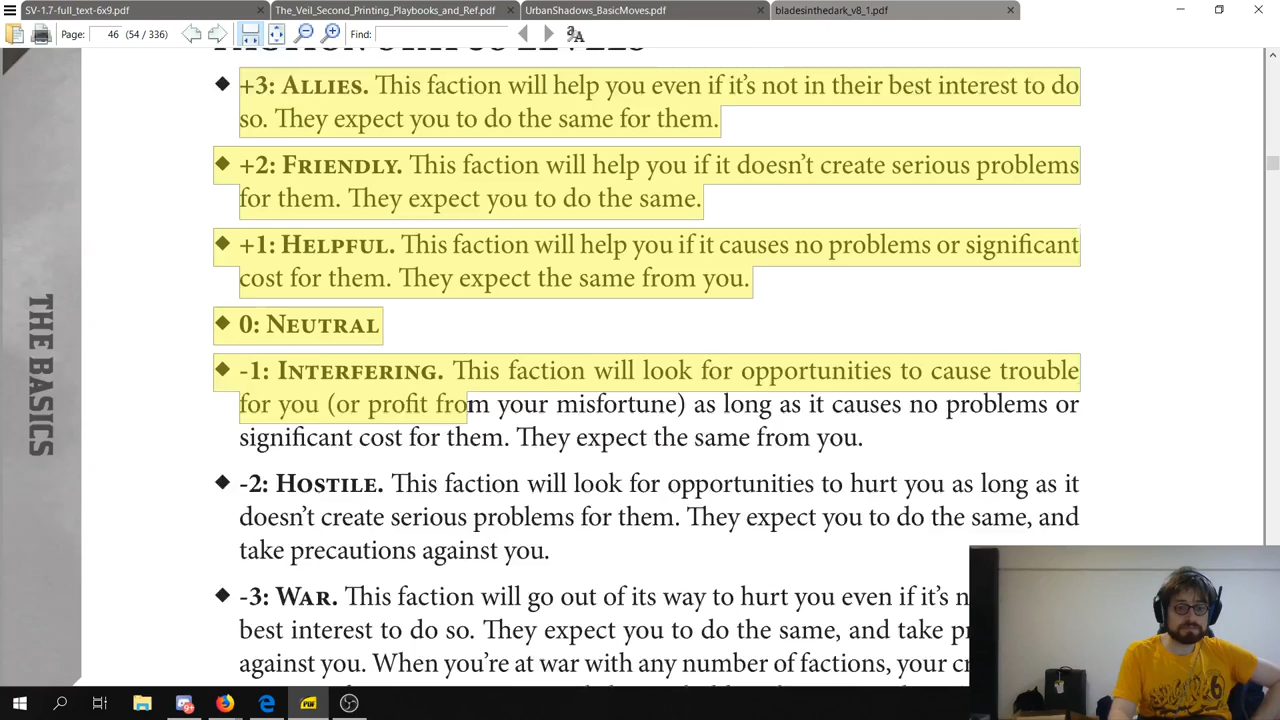 SV-1.7-full_text-6x9.pdf
The_Veil_Second_Printing_Playbooks_and_Ref.pdf
UrbanShadows_BasicMoves.pdf
bladesinthedark_v8_1.pdf
Page: 46 (54 / 336)
Find:
FACTION STATUS LEVELS
◆ +3: ALLIES. This faction will help you even if it's not in their best interest to do
so. They expect you to do the same for them.
◆ +2: FRIENDLY. This faction will help you if it doesn't create serious problems
for them. They expect you to do the same.
◆ +1: HELPFUL. This faction will help you if it causes no problems or significant
cost for them. They expect the same from you.
◆ 0: NEUTRAL
◆ -1: INTERFERING. This faction will look for opportunities to cause trouble
for you (or profit from your misfortune) as long as it causes no problems or
significant cost for them. They expect the same from you.
◆ -2: HOSTILE. This faction will look for opportunities to hurt you as long as it
doesn't create serious problems for them. They expect you to do the same, and
take precautions against you.
◆ -3: WAR. This faction will go out of its way to hurt you even if it's n
best interest to do so. They expect you to do the same, and take p
against you. When you're at war with any number of factions, your c
THE BASICS
PDF